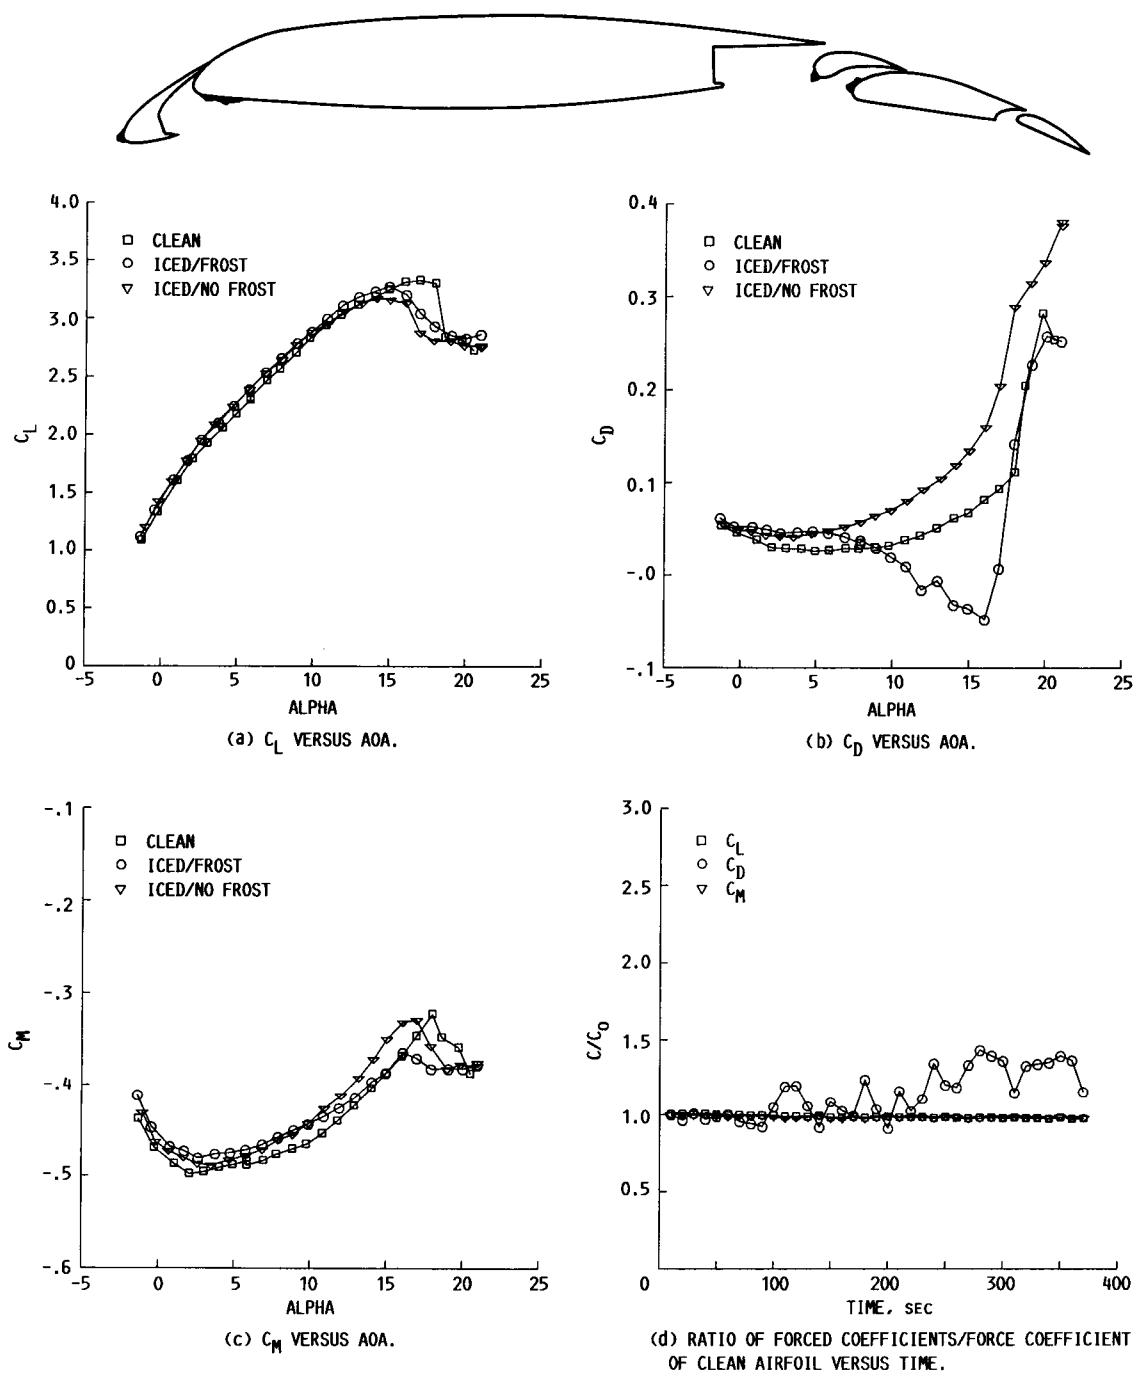 4.0
3.5
3.0
2.5
2.0
1.5
1.0
0.5
0
C_L
□ CLEAN
○ ICED/FROST
▽ ICED/NO FROST
-5 0 5 10 15 20 25
ALPHA
(a) C_L VERSUS AOA.
0.4
0.3
0.2
0.1
-.0
-.1
C_D
□ CLEAN
○ ICED/FROST
▽ ICED/NO FROST
-5 0 5 10 15 20 25
ALPHA
(b) C_D VERSUS AOA.
-.1
-.2
-.3
-.4
-.5
-.6
C_M
□ CLEAN
○ ICED/FROST
▽ ICED/NO FROST
-5 0 5 10 15 20 25
ALPHA
(c) C_M VERSUS AOA.
3.0
2.5
2.0
1.5
1.0
0.5
C/C_O
□ C_L
○ C_D
▽ C_M
0 100 200 300 400
TIME, SEC
(d) RATIO OF FORCED COEFFICIENTS/FORCE COEFFICIENT
OF CLEAN AIRFOIL VERSUS TIME.